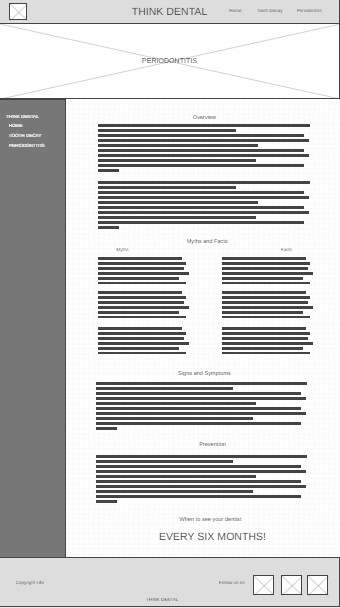 THINK DENTAL
Home Tooth Decay Periodontitis
PERIODONTITIS
THINK DENTAL
HOME
TOOTH DECAY
PERIODONTITIS
Overview
Myths and Facts
Myths Facts
Signs and Symptoms
Prevention
When to see your dentist
EVERY SIX MONTHS!
Copyright info
Follow us on
THINK DENTAL